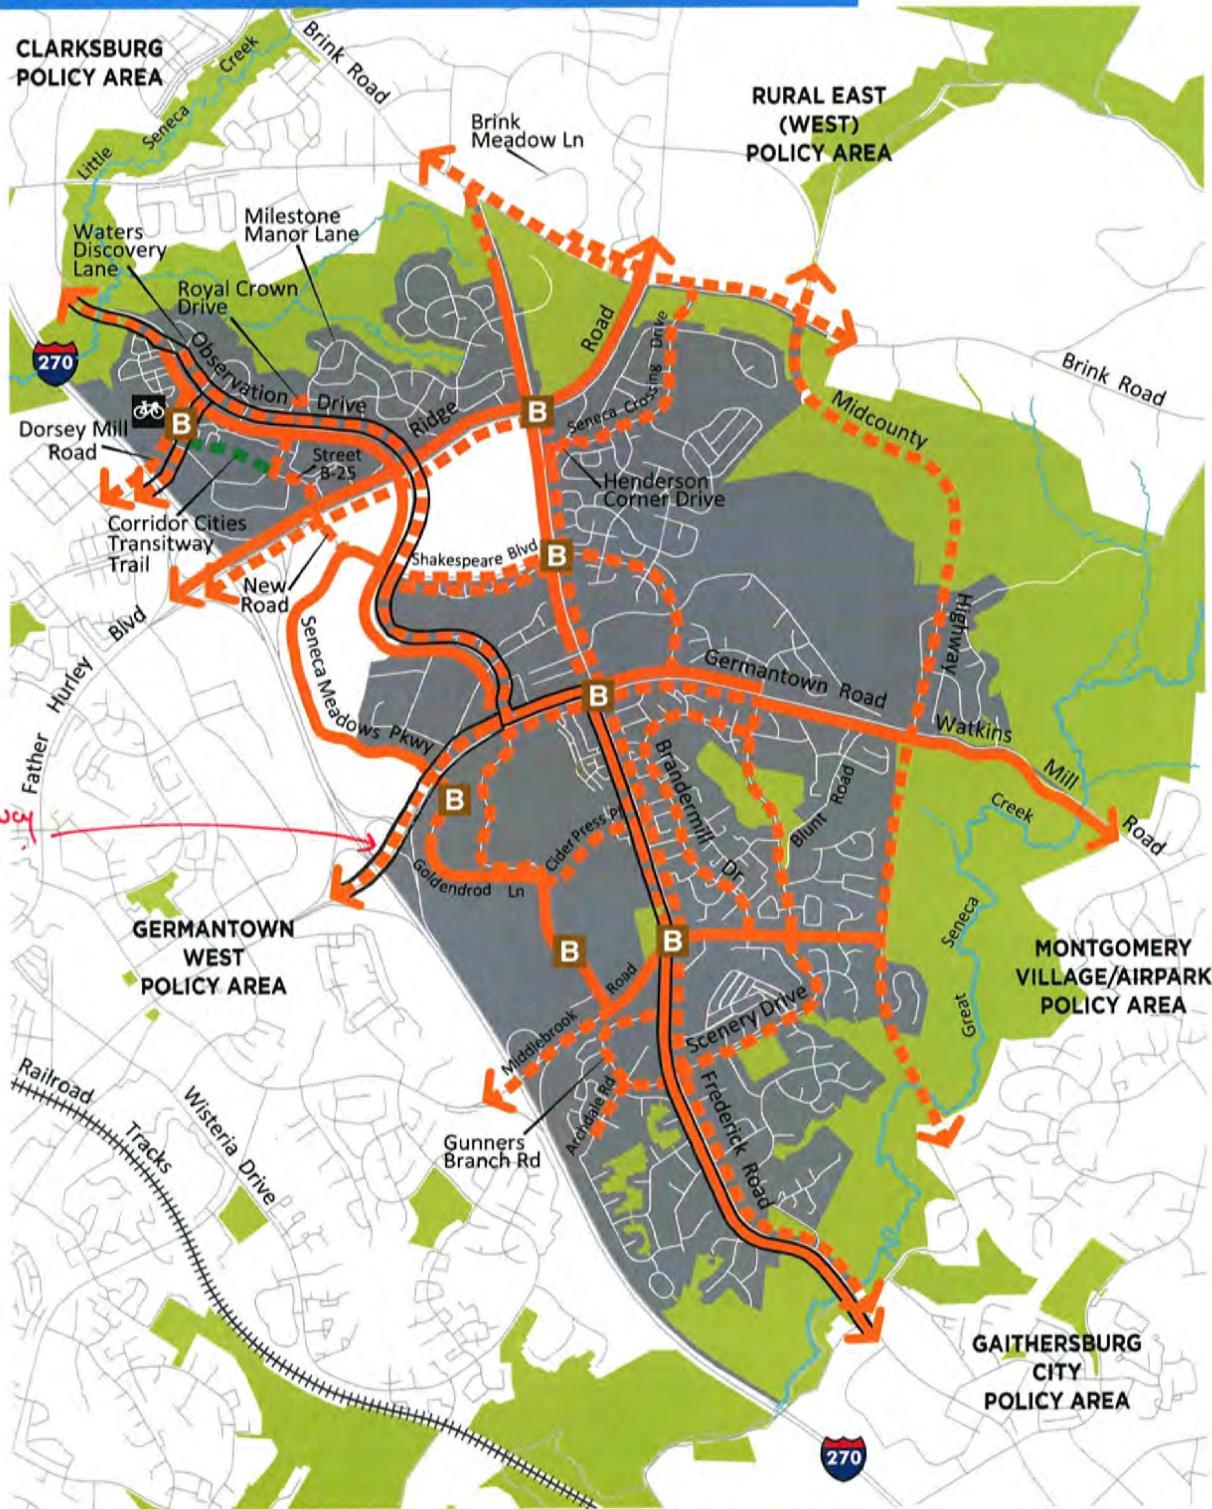 CLARKSBURG
POLICY AREA
Little Seneca Creek
Brink Road
Brink
Meadow Ln
RURAL EAST
(WEST)
POLICY AREA
Waters
Discovery
Lane
Milestone
Manor Lane
Royal Crown
Drive
270
Observation Drive
Ridge Road
Seneca Crossing Drive
Brink Road
Midcounty Highway
B
B
Dorsey Mill
Road
Street
B-25
Henderson
Corner Drive
Corridor Cities
Transitway
Trail
Shakespeare Blvd
B
New
Road
Father Hurley Blvd
Seneca Meadows Pkwy
Germantown Road
B
Watkins Mill Road
Brandermill Dr
Blunt Road
B
Cider Press Pl
Goldendrod Ln
Great Seneca Creek
GERMANTOWN
WEST
POLICY AREA
B
B
MONTGOMERY
VILLAGE/AIRPARK
POLICY AREA
Middlebrook Road
Scenery Drive
Railroad Tracks
Wisteria Drive
Archdale Rd
Frederick Road
Gunners
Branch Rd
GAITHERSBURG
CITY
POLICY AREA
270